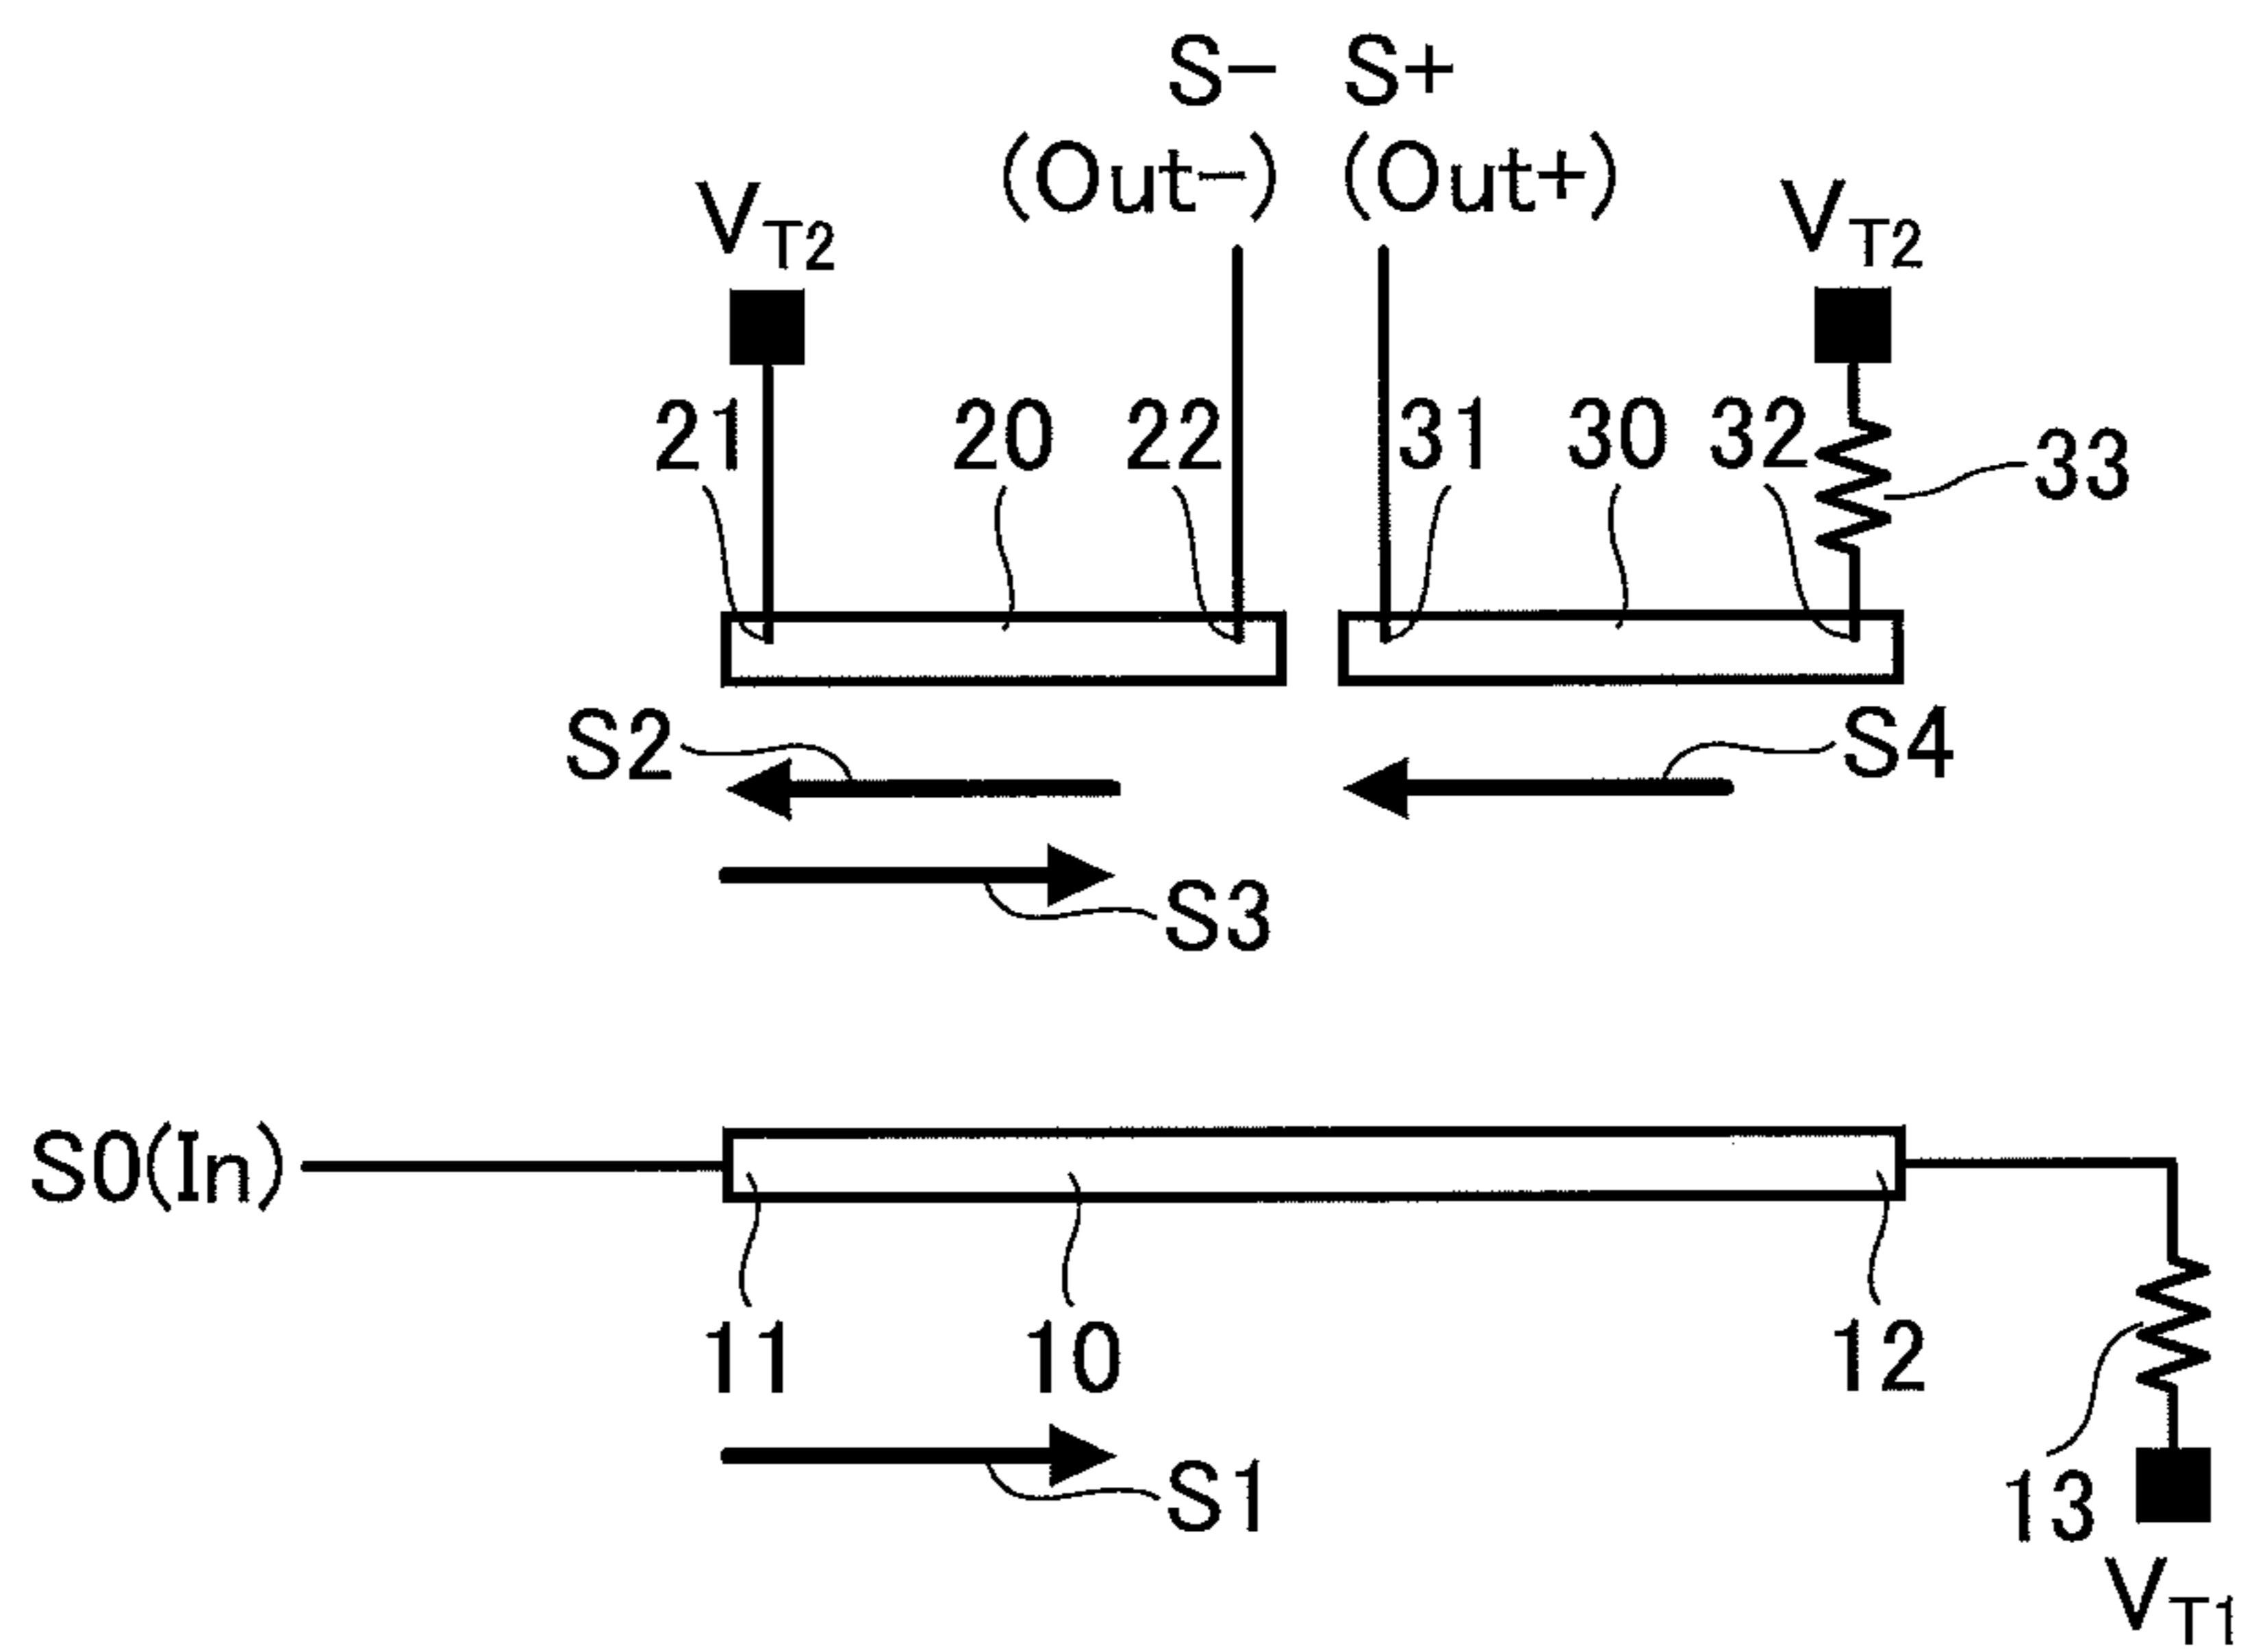 S- S+
(Out-) (Out+)
VT2 VT2
21 20 22 31 30 32 33
S2 S4
S3
S0(In)
11 10 12
S1 13
VT1